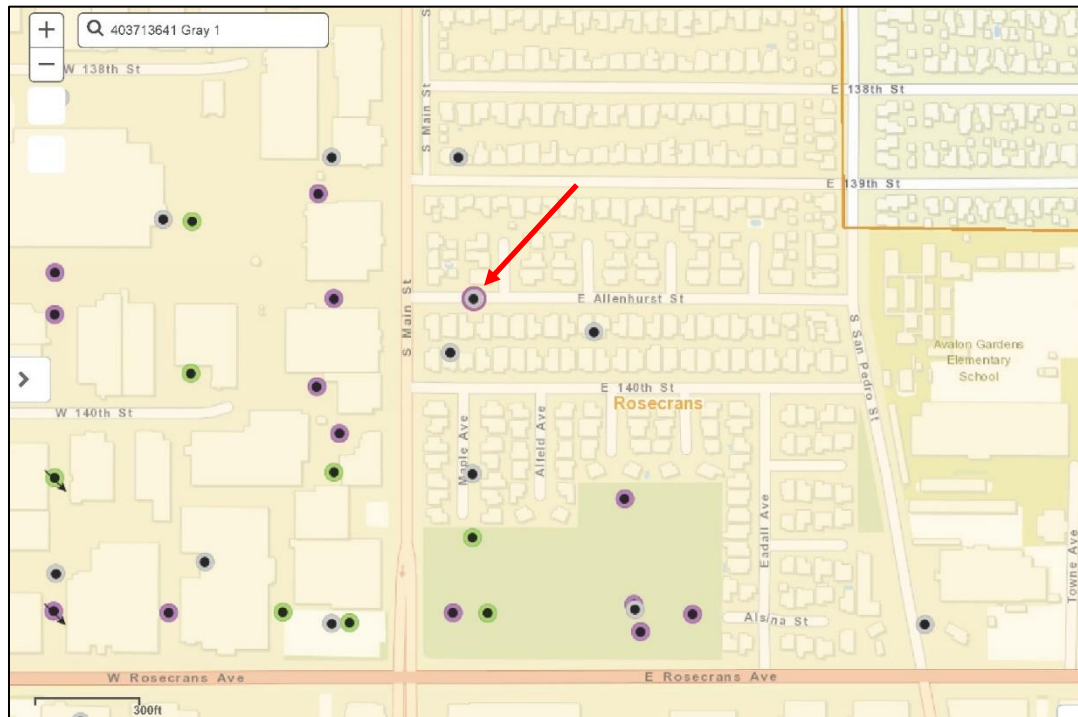 +
403713641 Gray 1
−
W 138th St
S
S Main St
E 138th St
E 139th St
S Main St
E Allenhurst St
S San Pedro St
Avalon Gardens
Elementary
School
>
E 140th St
W 140th St
Rosecrans
Maple Ave
Alfeld Ave
Eadall Ave
Towne Ave
Alsina St
W Rosecrans Ave
E Rosecrans Ave
300ft